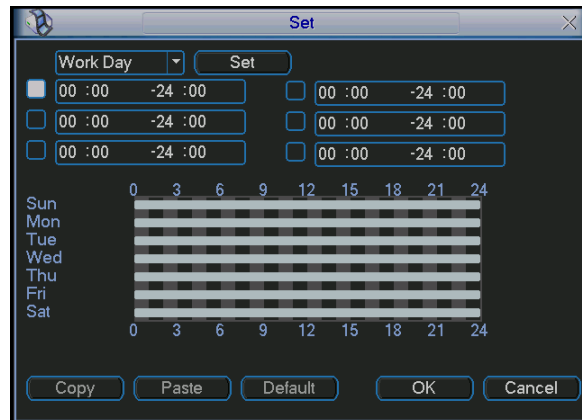 Set
Work Day Set
00 :00 -24 :00 00 :00 -24 :00
00 :00 -24 :00 00 :00 -24 :00
00 :00 -24 :00 00 :00 -24 :00
0 3 6 9 12 15 18 21 24
Sun
Mon
Tue
Wed
Thu
Fri
Sat
0 3 6 9 12 15 18 21 24
Copy Paste Default OK Cancel